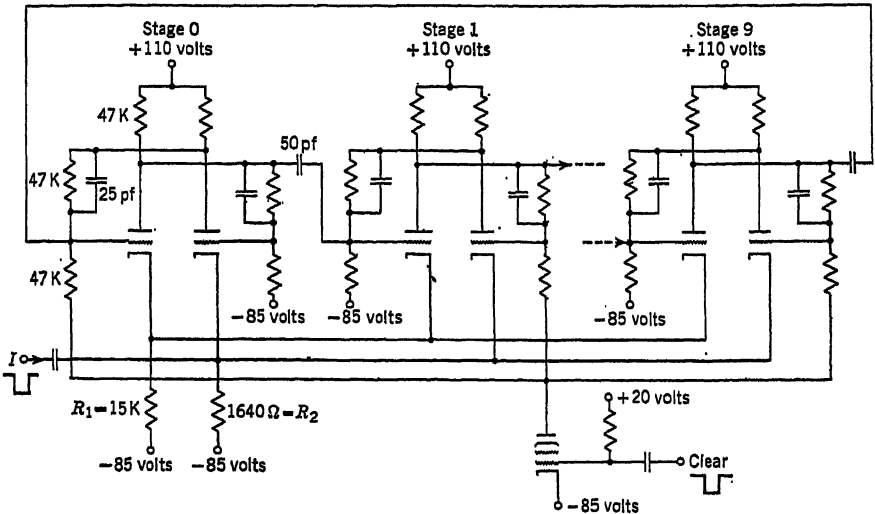 Stage 0
+110 volts
Stage 1
+110 volts
Stage 9
+110 volts
47 K
50 pf
47 K
25 pf
47 K
-85 volts
-85 volts
-85 volts
I
R₁=15 K
1640 Ω=R₂
-85 volts
-85 volts
+20 volts
Clear
-85 volts